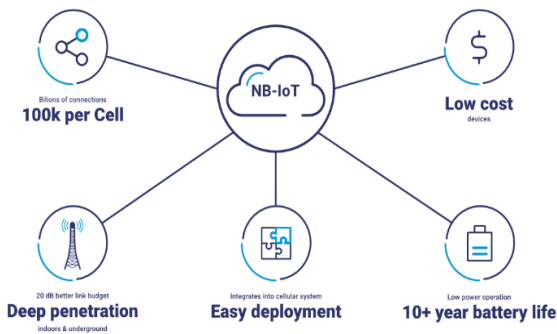 NB-IoT
Bilions of connections
100k per Cell
Low cost
devices
20 dB better link budget
Deep penetration
indoors & underground
Integrates into cellular system
Easy deployment
Low power operation
10+ year battery life